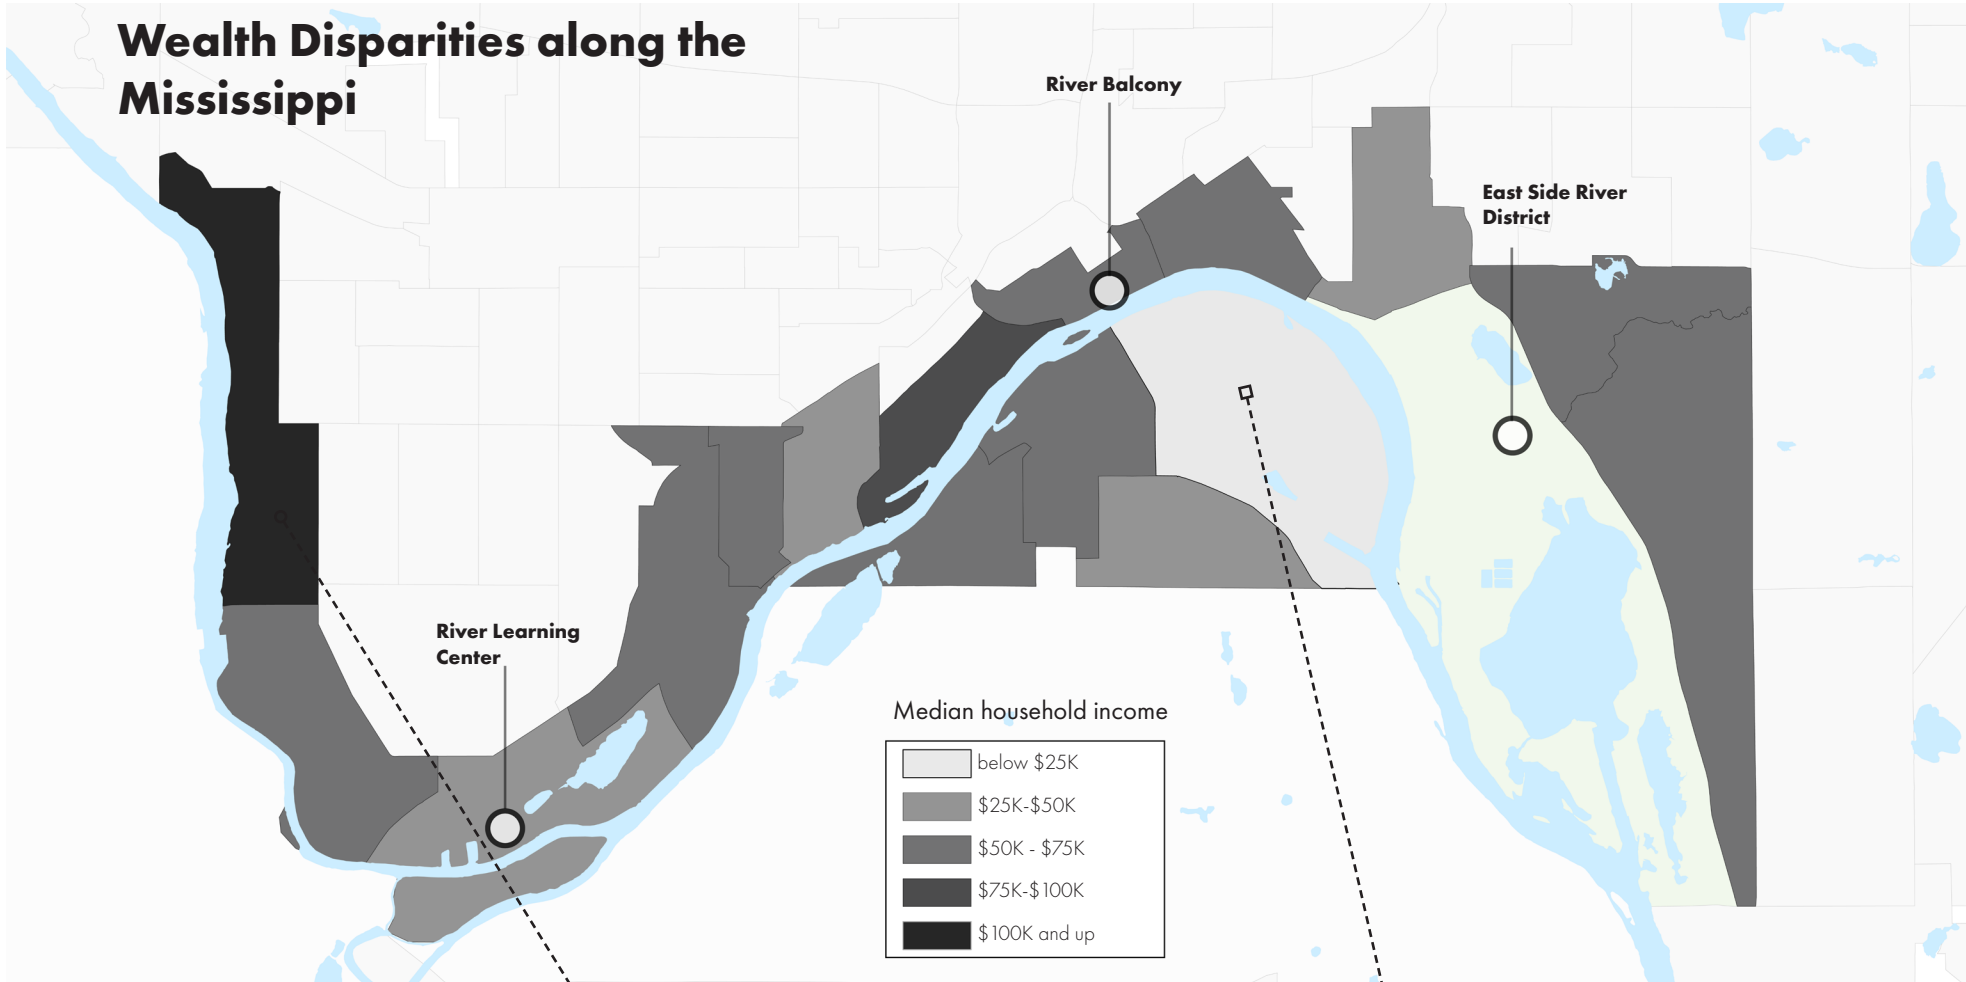 Wealth Disparities along the
Mississippi
River Balcony
East Side River
District
River Learning
Center
Median household income
below $25K
$25K-$50K
$50K - $75K
$75K-$100K
$100K and up